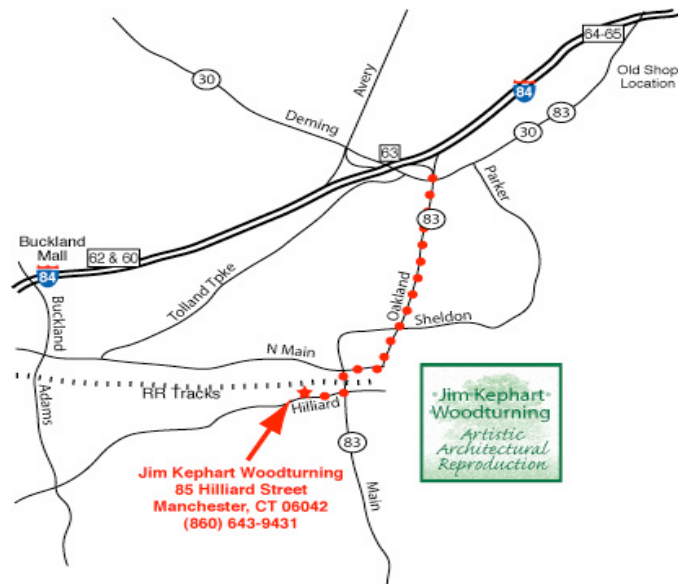 64-65
Old Shop
Location
84
30
Avery
Deming
83
30
63
Parker
83
Buckland
Mall
62 & 60
84
Oakland
Tolland Tpke
Buckland
Sheldon
N Main
RR Tracks
Adams
Hilliard
Jim Kephart
Woodturning
Artistic
Architectural
Reproduction
83
Main
Jim Kephart Woodturning
85 Hilliard Street
Manchester, CT 06042
(860) 643-9431